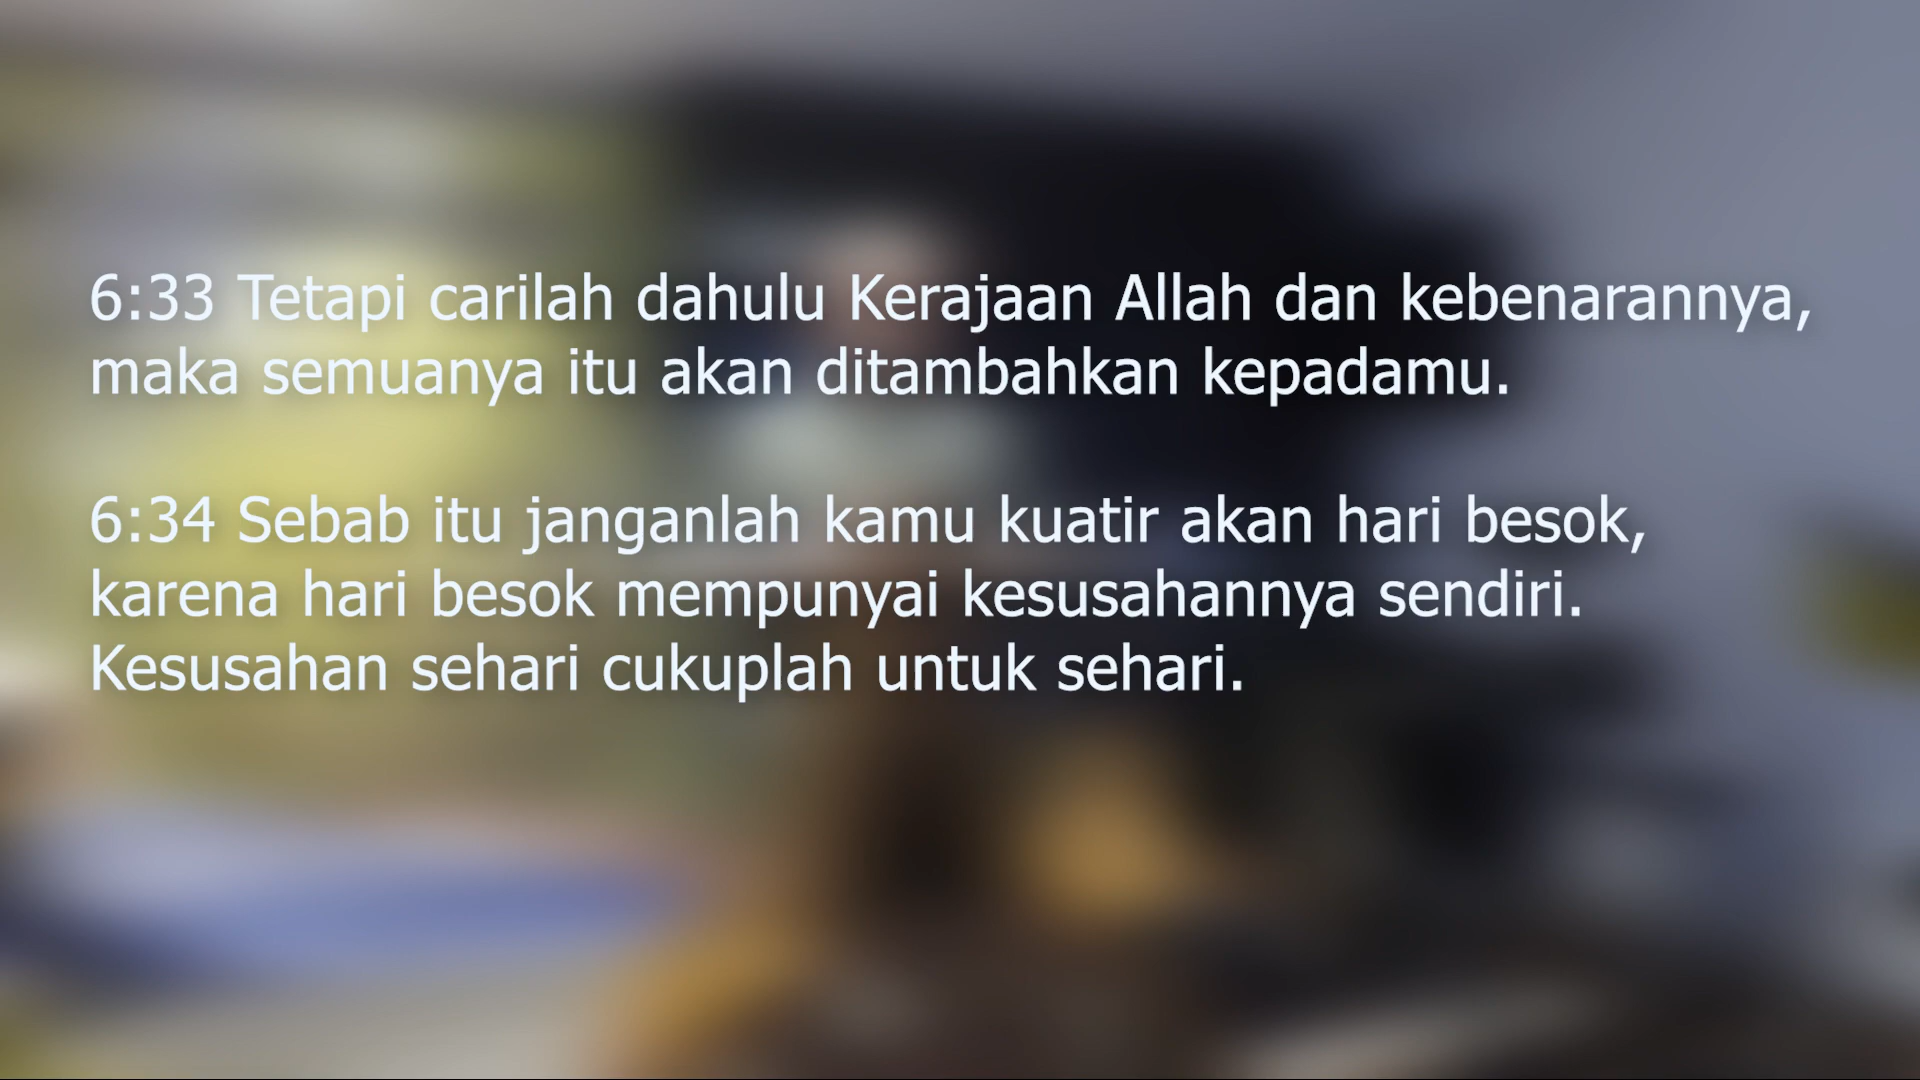 6:33 Tetapi carilah dahulu Kerajaan Allah dan kebenarannya,
maka semuanya itu akan ditambahkan kepadamu.
6:34 Sebab itu janganlah kamu kuatir akan hari besok,
karena hari besok mempunyai kesusahannya sendiri.
Kesusahan sehari cukuplah untuk sehari.